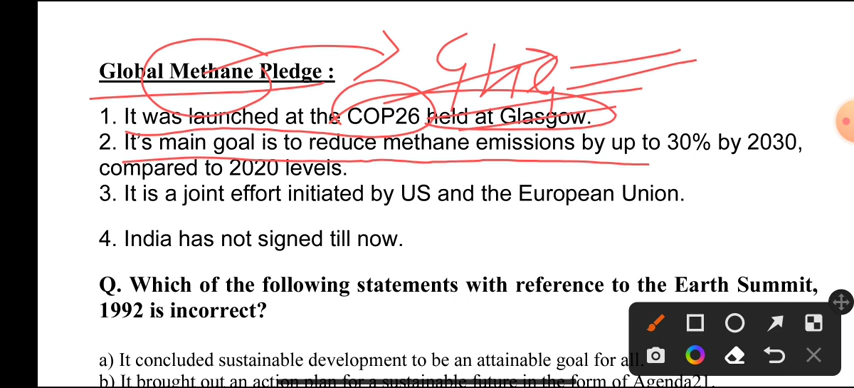 Global Methane Pledge :
GHG
1. It was launched at the COP26 held at Glasgow.
2. It's main goal is to reduce methane emissions by up to 30% by 2030,
compared to 2020 levels.
3. It is a joint effort initiated by US and the European Union.
4. India has not signed till now.
Q. Which of the following statements with reference to the Earth Summit,
1992 is incorrect?
a) It concluded sustainable development to be an attainable goal for all.
b) It brought out an action plan for a sustainable future in the form of Agenda21.